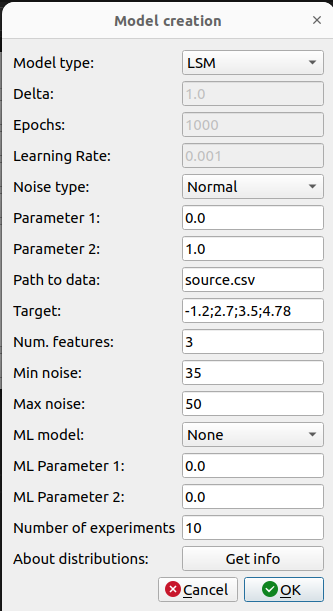 Model creation ×
Model type: LSM
Delta: 1.0
Epochs: 1000
Learning Rate: 0.001
Noise type: Normal
Parameter 1: 0.0
Parameter 2: 1.0
Path to data: source.csv
Target: -1.2;2.7;3.5;4.78
Num. features: 3
Min noise: 35
Max noise: 50
ML model: None
ML Parameter 1: 0.0
ML Parameter 2: 0.0
Number of experiments 10
About distributions: Get info
Cancel OK